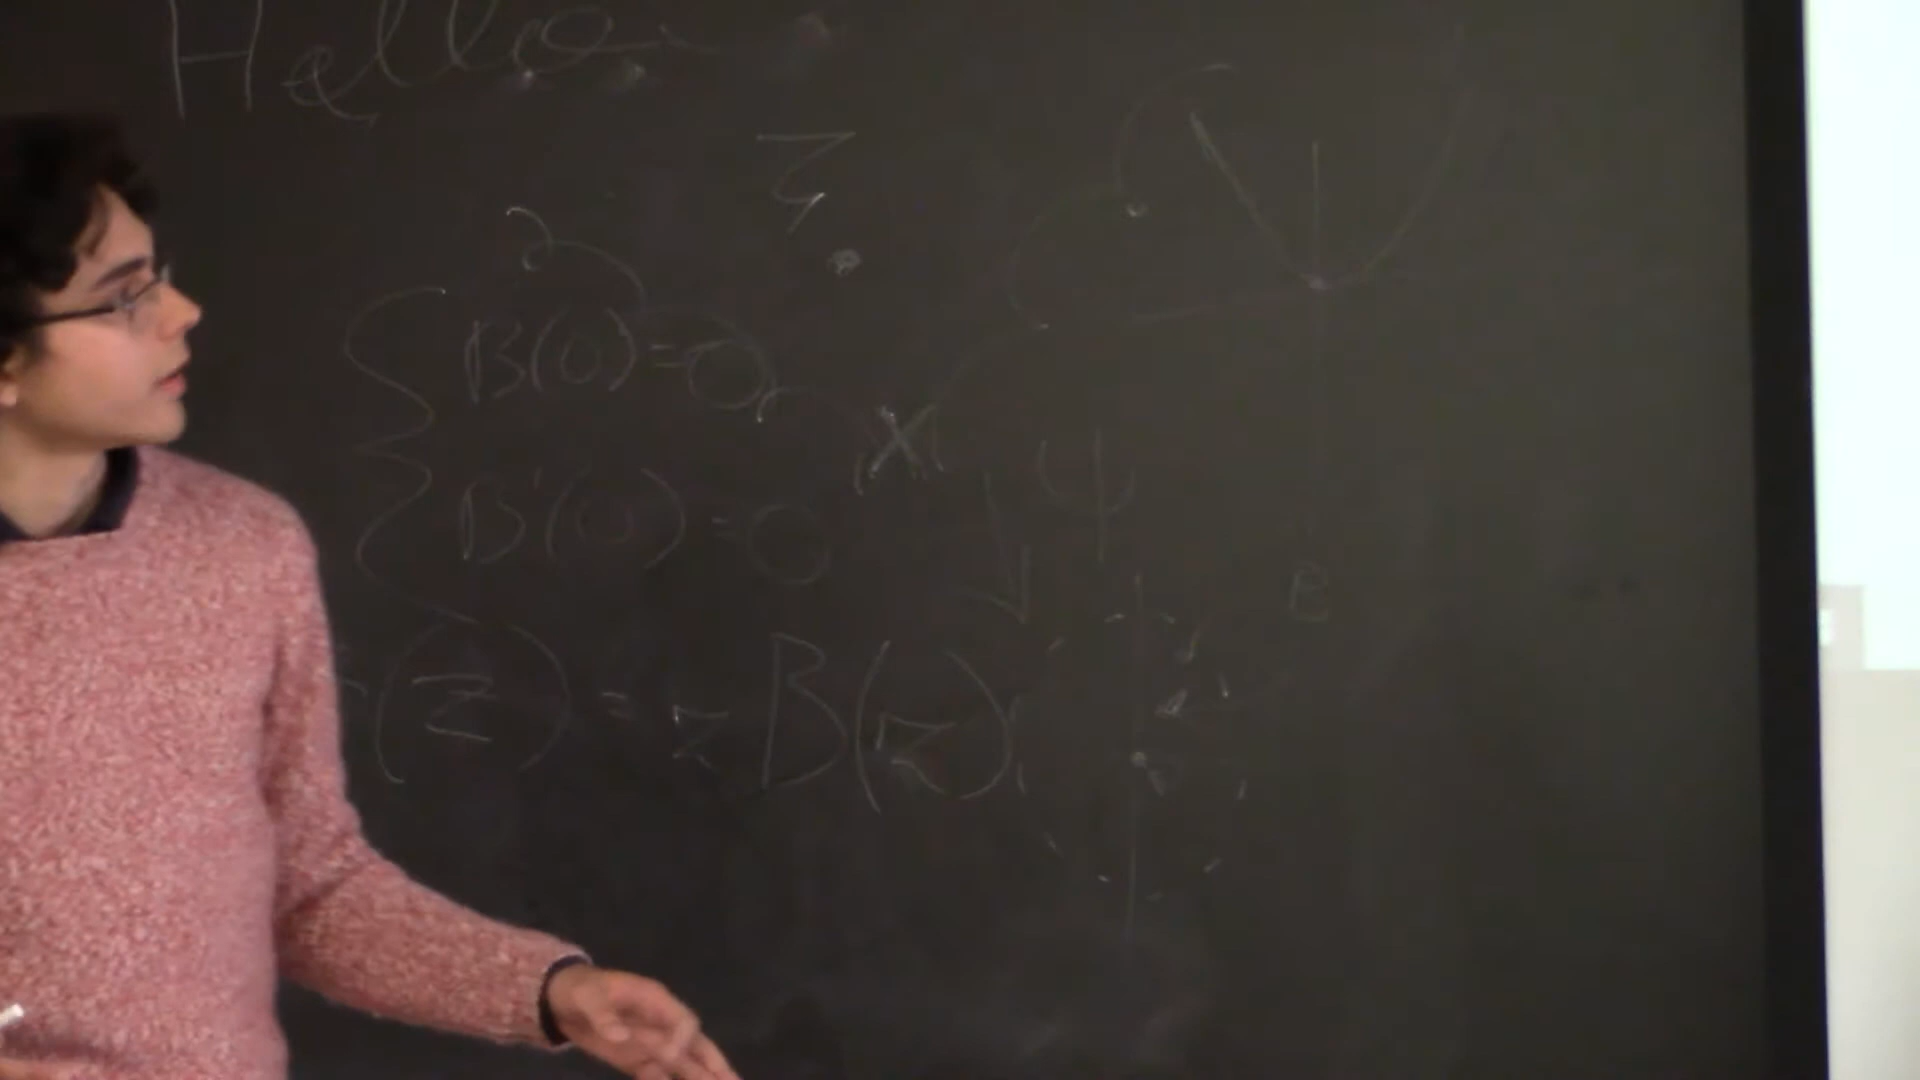 Hello
ζ
B(0)=0
B'(0)=0
X
ψ
B
(z) = z B(z)